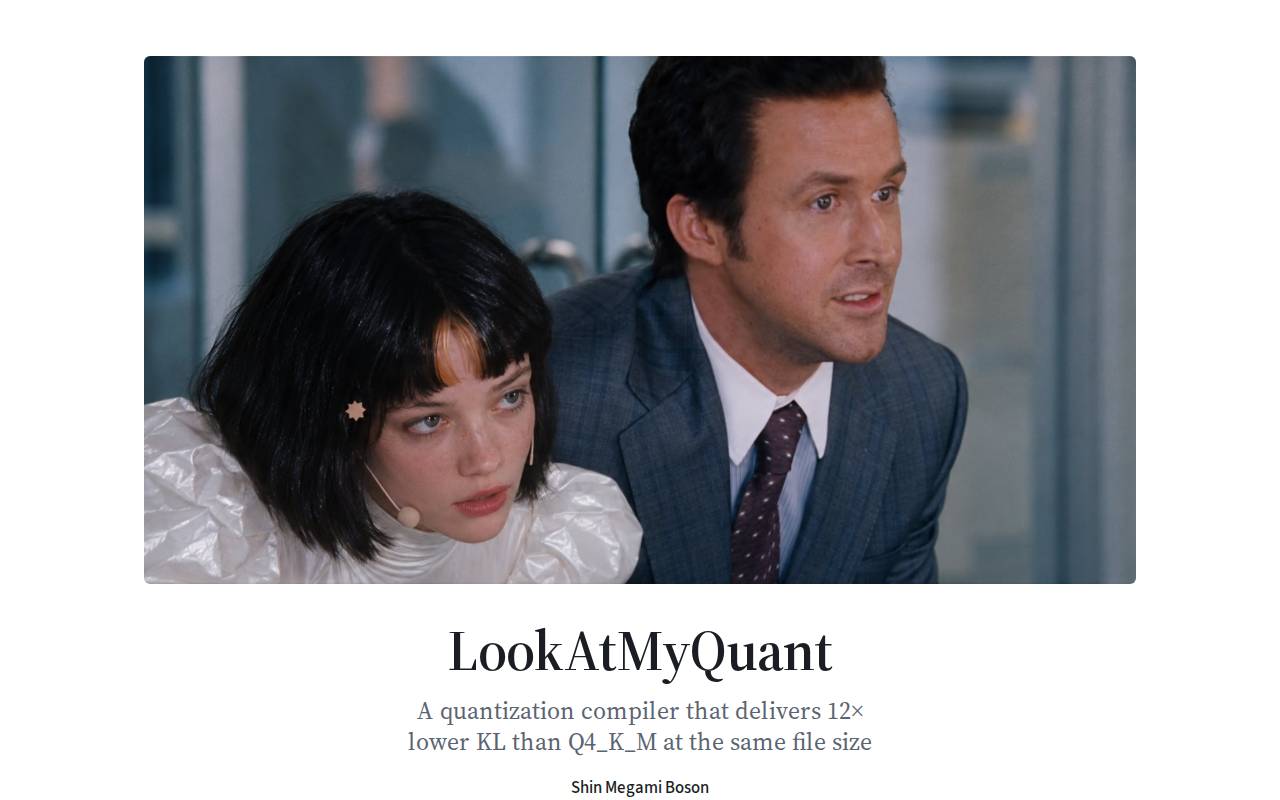 LookAtMyQuant
A quantization compiler that delivers 12×
lower KL than Q4_K_M at the same file size
Shin Megami Boson